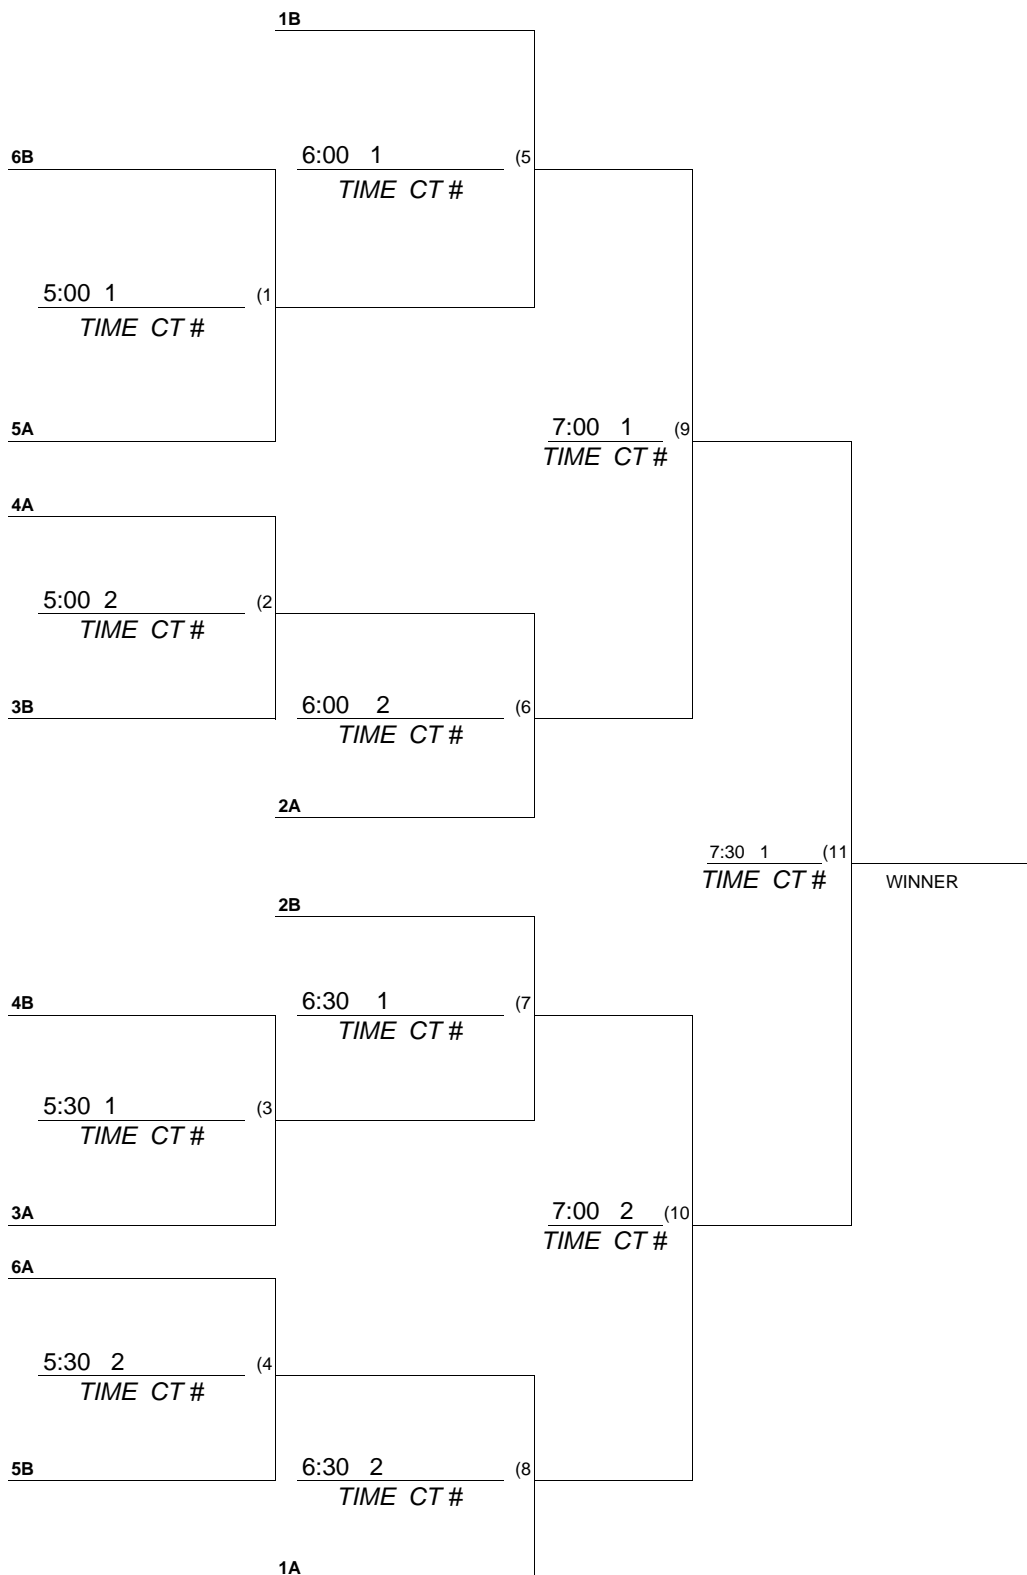 1B
6B
6:00 1 (5
TIME CT #
5:00 1 (1
TIME CT #
5A
7:00 1 (9
TIME CT #
4A
5:00 2 (2
TIME CT #
3B
6:00 2 (6
TIME CT #
2A
7:30 1 (11
TIME CT #
WINNER
2B
4B
6:30 1 (7
TIME CT #
5:30 1 (3
TIME CT #
3A
7:00 2 (10
TIME CT #
6A
5:30 2 (4
TIME CT #
5B
6:30 2 (8
TIME CT #
1A